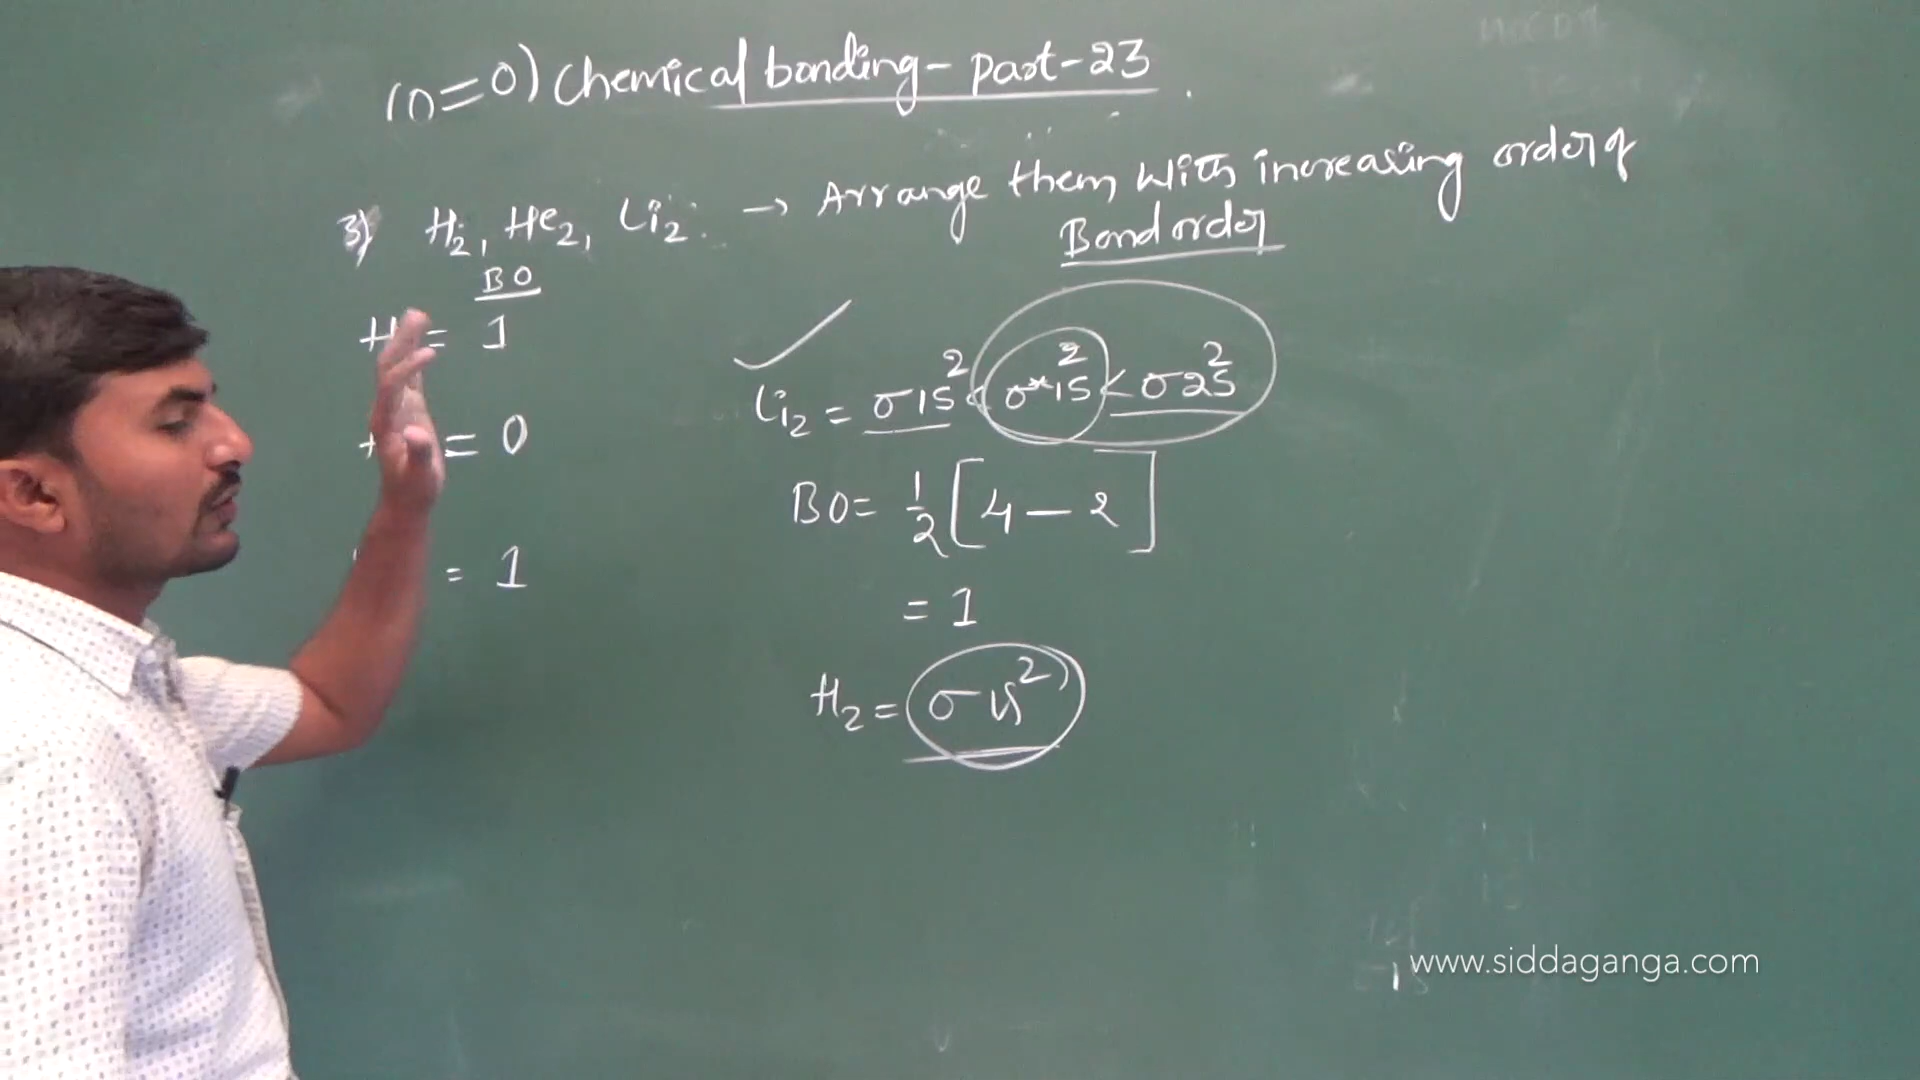 (n=0) Chemical bonding - part-23
3) H₂, He₂, Li₂. → Arrange them with increasing order of
Bond order
BO
H = 1
= 0
= 1
Li₂ = σ1s² < σ*1s² < σ2s²
BO = 1/2 [4 - 2]
= 1
H₂ = σ1s²
www.siddaganga.com